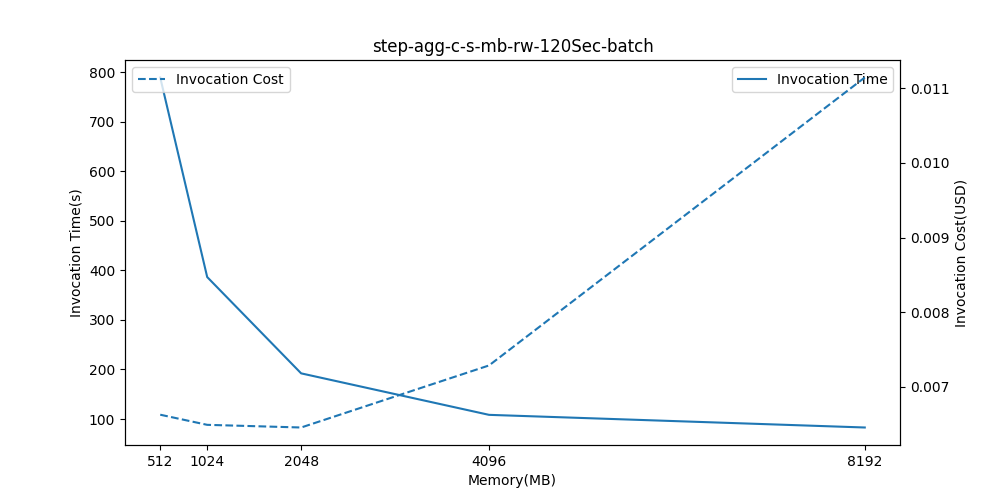 step-agg-c-s-mb-rw-120Sec-batch
Invocation Cost
Invocation Time
800
700
600
500
400
300
200
100
Invocation Time(s)
0.011
0.010
0.009
0.008
0.007
Invocation Cost(USD)
512 1024 2048 4096 8192
Memory(MB)